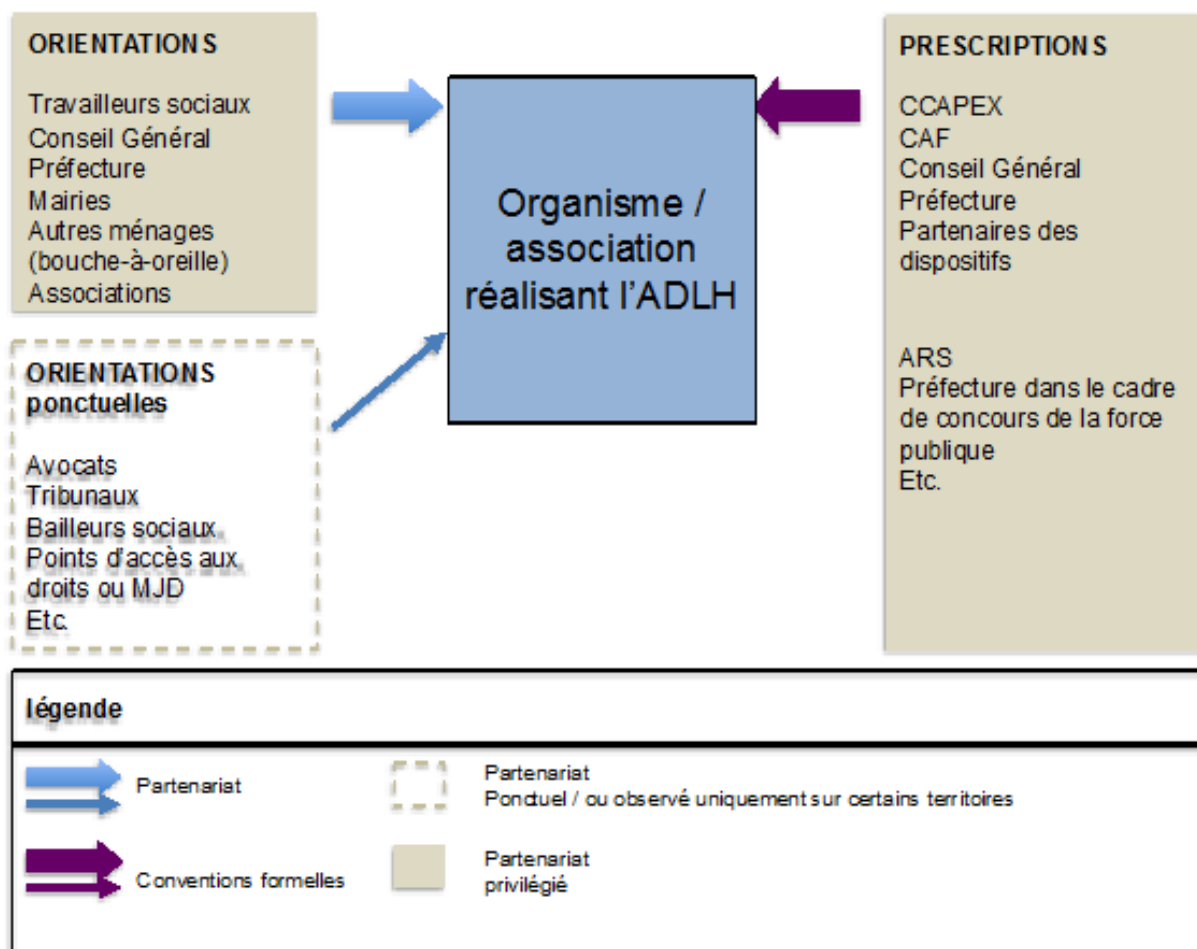 ORIENTATIONS
Travailleurs sociaux
Conseil Général
Préfecture
Mairies
Autres ménages
(bouche-à-oreille)
Associations
Organisme /
association
réalisant l'ADLH
PRESCRIPTIONS
CCAPEX
CAF
Conseil Général
Préfecture
Partenaires des
dispositifs
ARS
Préfecture dans le cadre
de concours de la force
publique
Etc.
ORIENTATIONS
ponctuelles
Avocats
Tribunaux
Bailleurs sociaux
Points d'accès aux
droits ou MJD
Etc.
légende
Partenariat
Partenariat
Ponctuel / ou observé uniquement sur certains territoires
Conventions formelles
Partenariat
privilégié